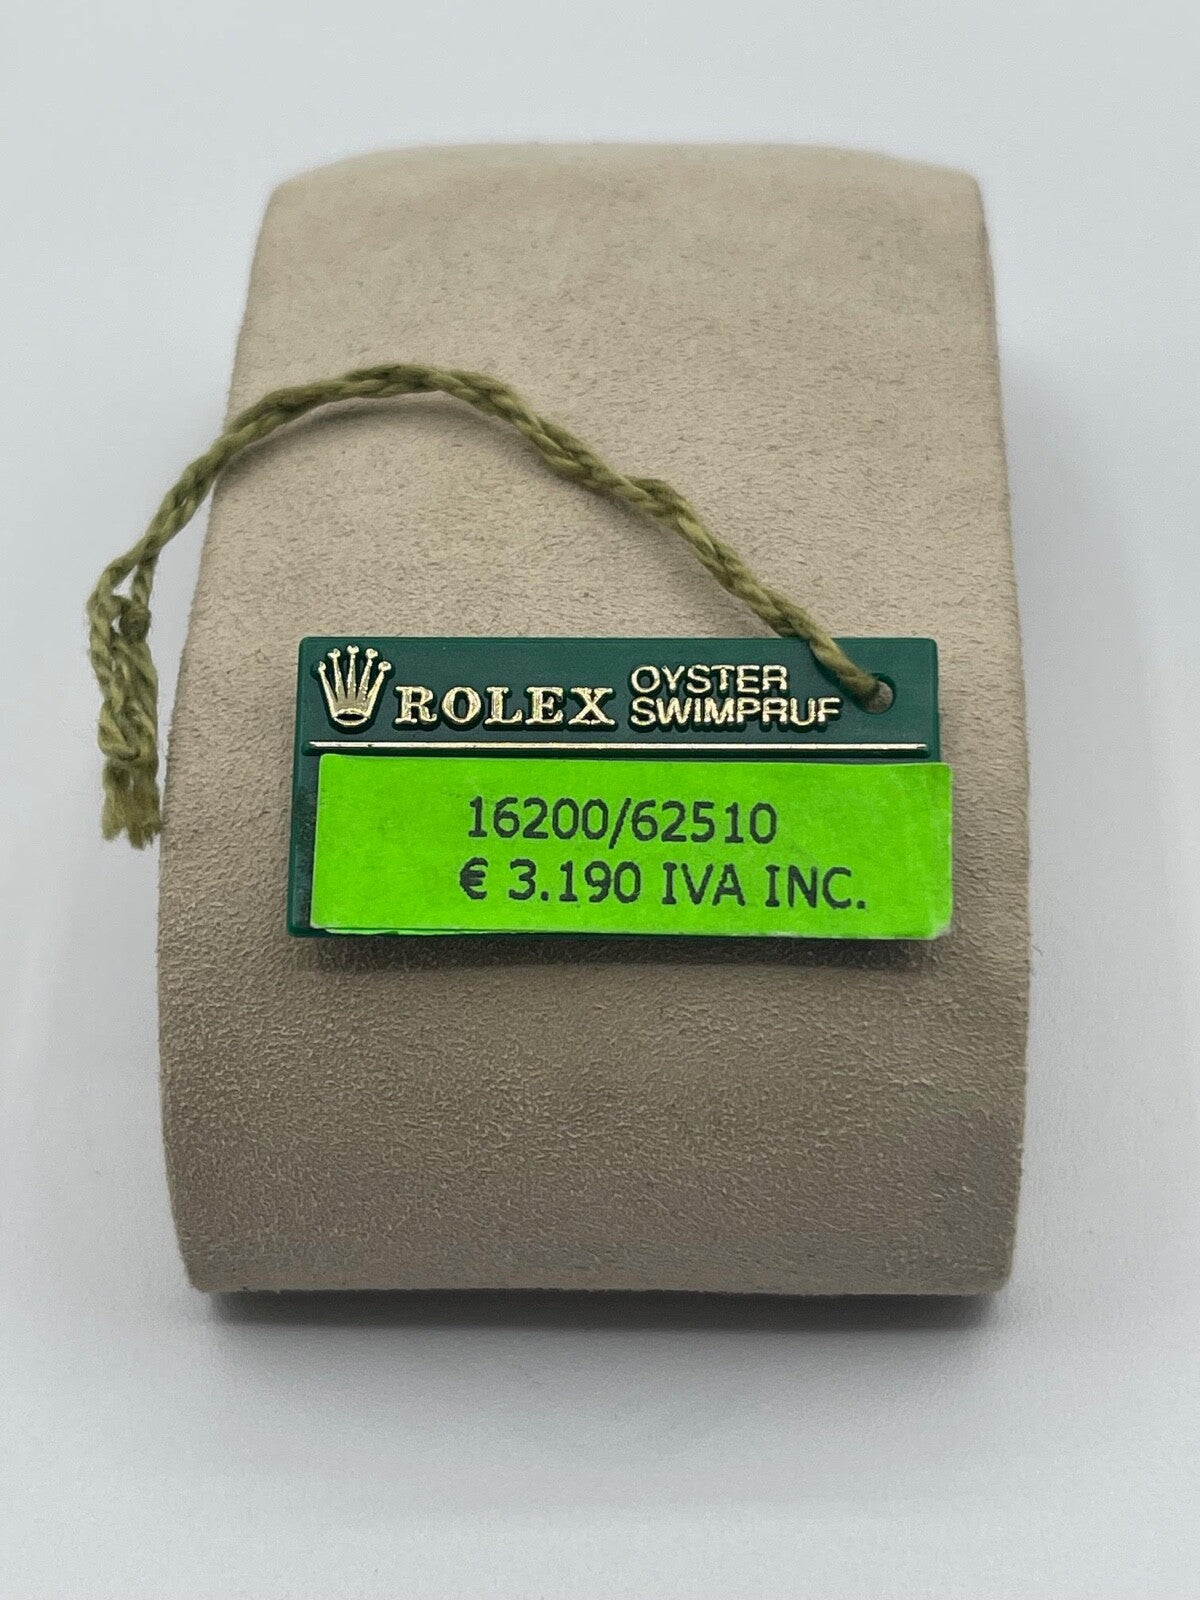 ROLEX OYSTER
SWIMPRUF
16200/62510
€ 3.190 IVA INC.